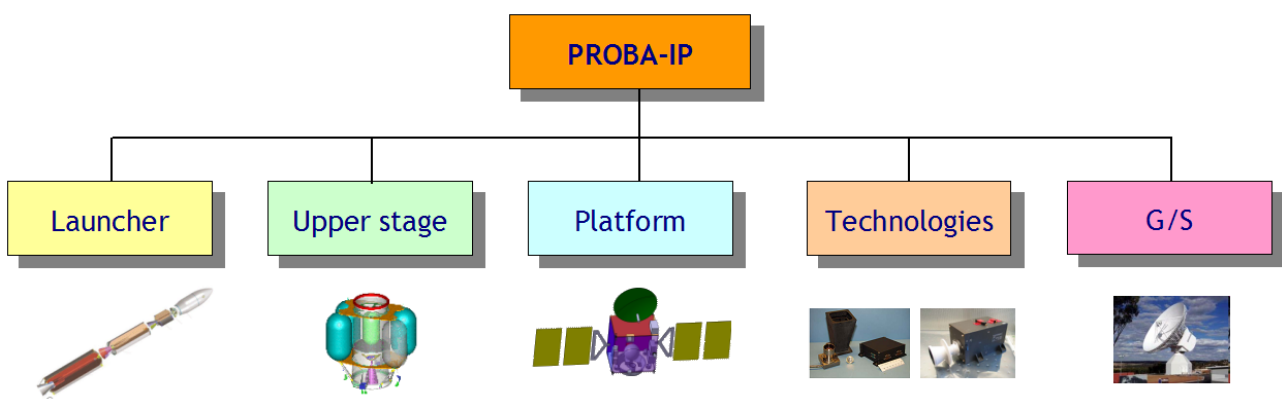 PROBA-IP
Launcher
Upper stage
Platform
Technologies
G/S